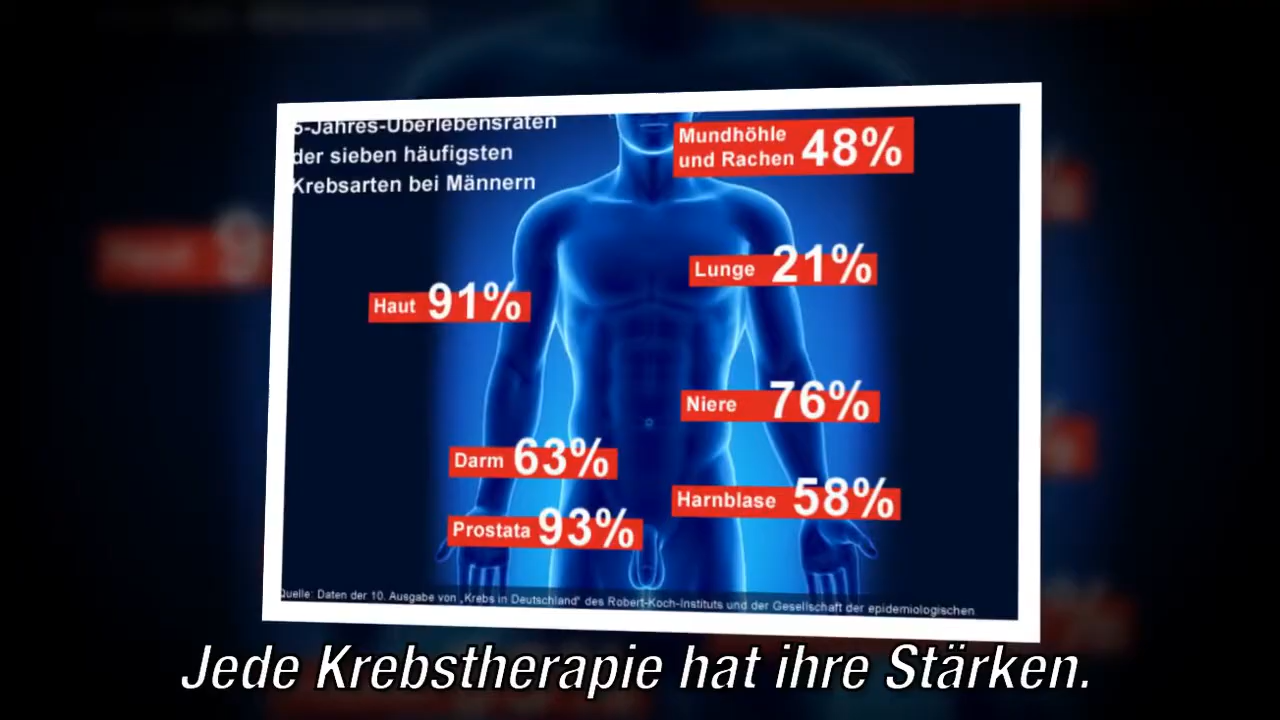 5-Jahres-Überlebensraten
der sieben häufigsten
Krebsarten bei Männern
Mundhöhle
und Rachen 48%
Lunge 21%
Haut 91%
Niere 76%
Darm 63%
Harnblase 58%
Prostata 93%
Quelle: Daten der 10. Ausgabe von „Krebs in Deutschland" des Robert-Koch-Instituts und der Gesellschaft der epidemiologischen
Jede Krebstherapie hat ihre Stärken.